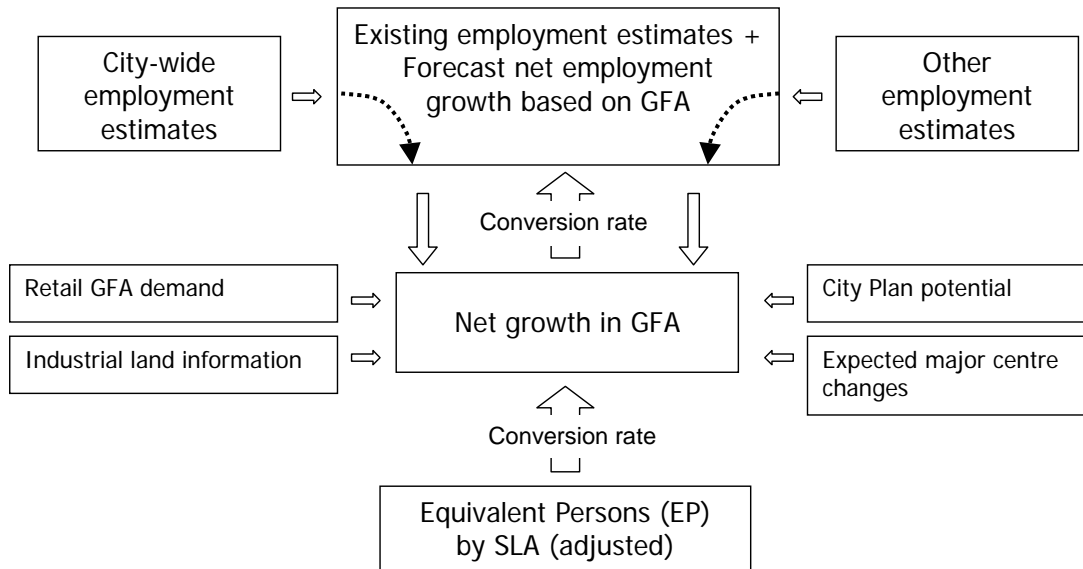 City-wide
employment
estimates
Existing employment estimates +
Forecast net employment
growth based on GFA
Other
employment
estimates
Conversion rate
Retail GFA demand
Industrial land information
Net growth in GFA
City Plan potential
Expected major centre
changes
Conversion rate
Equivalent Persons (EP)
by SLA (adjusted)